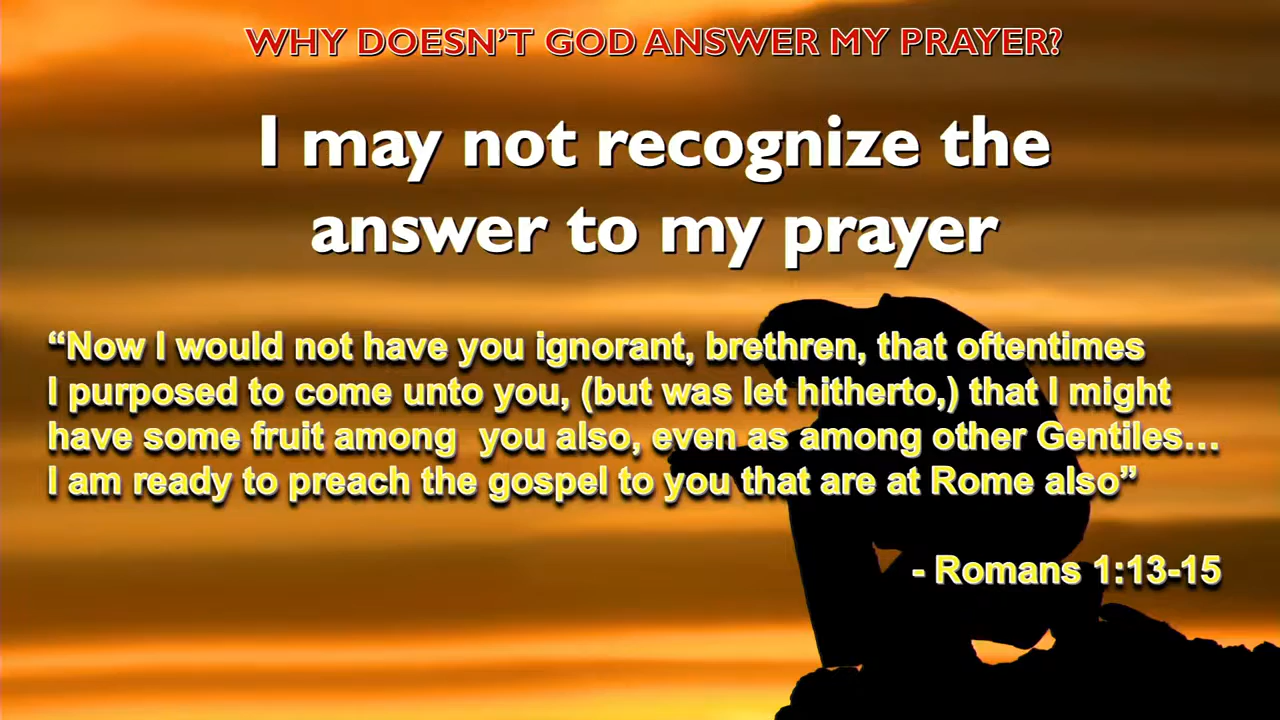 WHY DOESN’T GOD ANSWER MY PRAYER?
I may not recognize the
answer to my prayer
“Now I would not have you ignorant, brethren, that oftentimes
I purposed to come unto you, (but was let hitherto,) that I might
have some fruit among you also, even as among other Gentiles…
I am ready to preach the gospel to you that are at Rome also”
- Romans 1:13-15